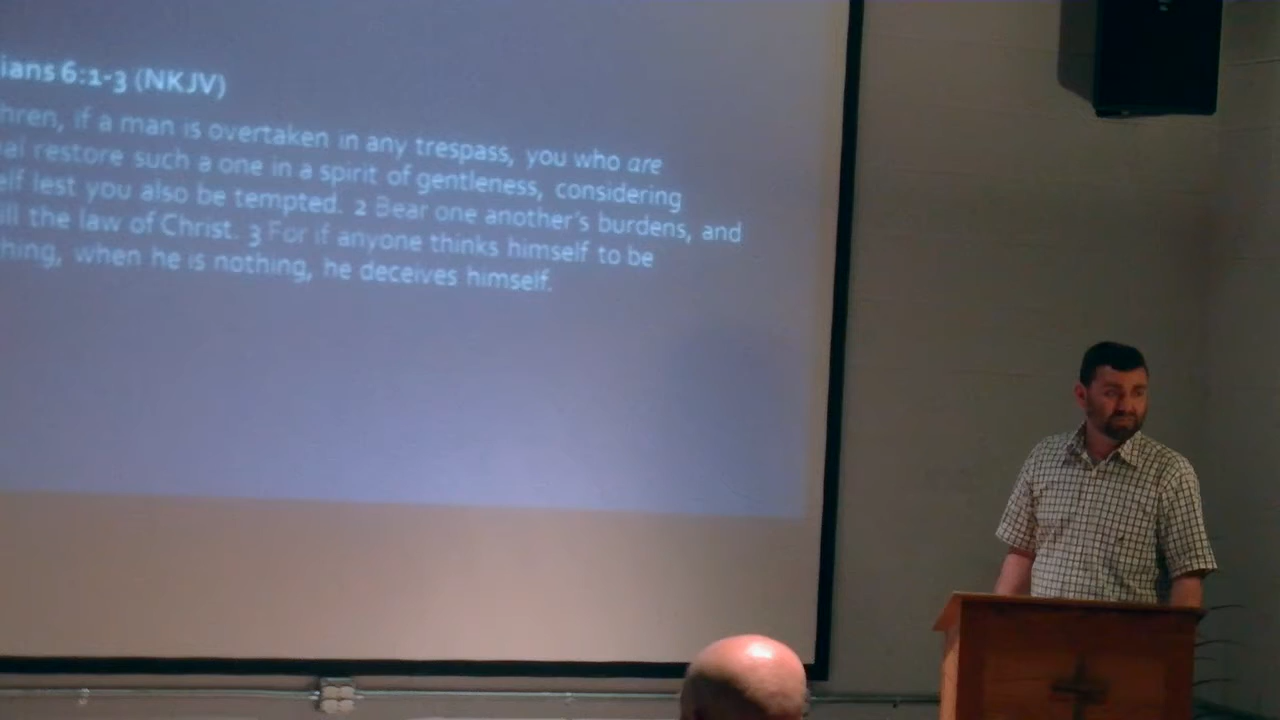 ians 6:1-3 (NKJV)
hren, if a man is overtaken in any trespass, you who are
al restore such a one in a spirit of gentleness, considering
elf lest you also be tempted. 2 Bear one another's burdens, and
ill the law of Christ. 3 For if anyone thinks himself to be
hing, when he is nothing, he deceives himself.